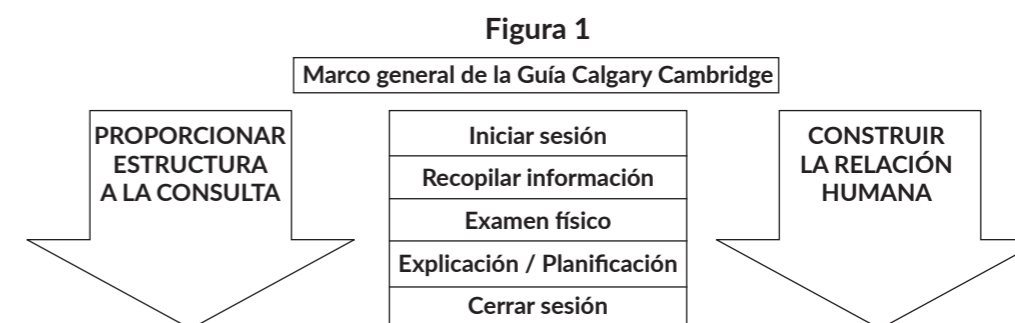 Figura 1
Marco general de la Guía Calgary Cambridge
PROPORCIONAR
ESTRUCTURA
A LA CONSULTA
Iniciar sesión
Recopilar información
Examen físico
Explicación / Planificación
Cerrar sesión
CONSTRUIR
LA RELACIÓN
HUMANA